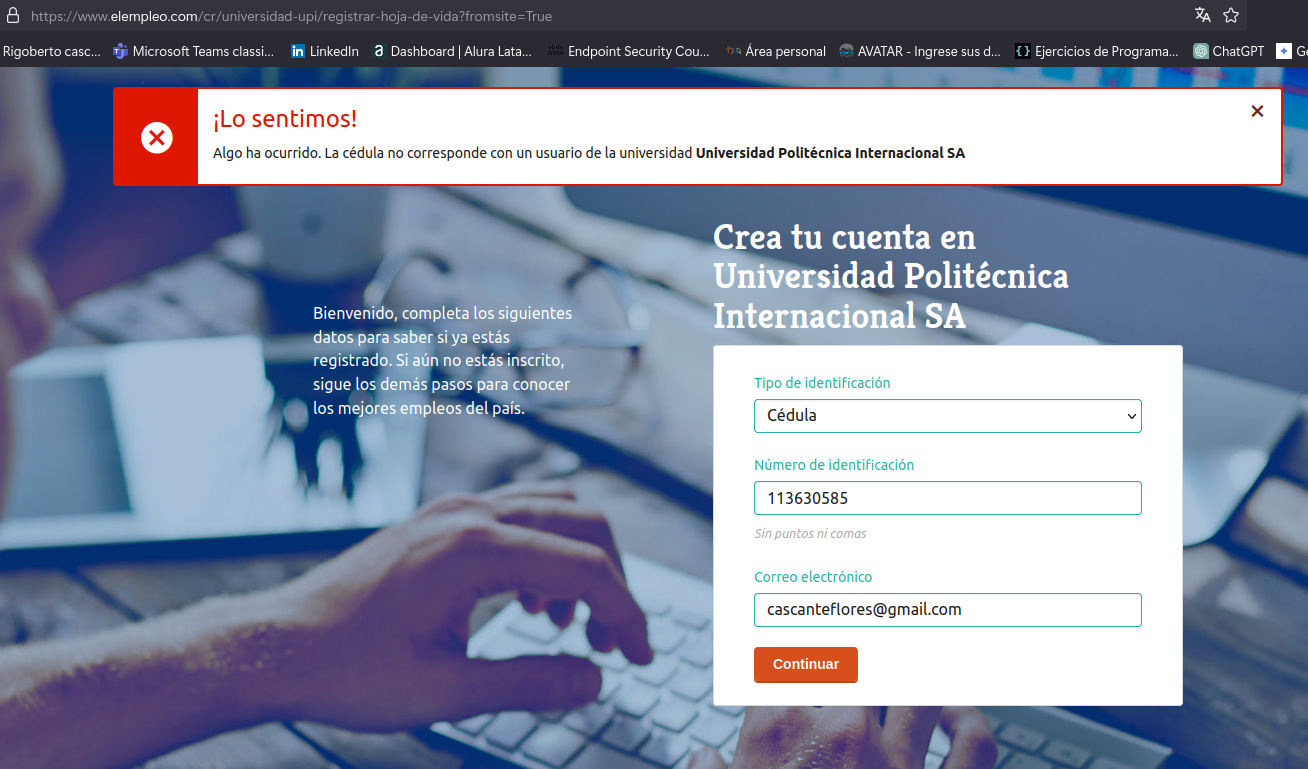 https://www.elempleo.com/cr/universidad-upi/registrar-hoja-de-vida?fromsite=True
Rigoberto casc... Microsoft Teams classi... LinkedIn Dashboard | Alura Lata... Endpoint Security Cou... Área personal AVATAR - Ingrese sus d... Ejercicios de Programa... ChatGPT
¡Lo sentimos!
Algo ha ocurrido. La cédula no corresponde con un usuario de la universidad Universidad Politécnica Internacional SA
Bienvenido, completa los siguientes
datos para saber si ya estás
registrado. Si aún no estás inscrito,
sigue los demás pasos para conocer
los mejores empleos del país.
Crea tu cuenta en
Universidad Politécnica
Internacional SA
Tipo de identificación
Cédula
Número de identificación
113630585
Sin puntos ni comas
Correo electrónico
cascanteflores@gmail.com
Continuar